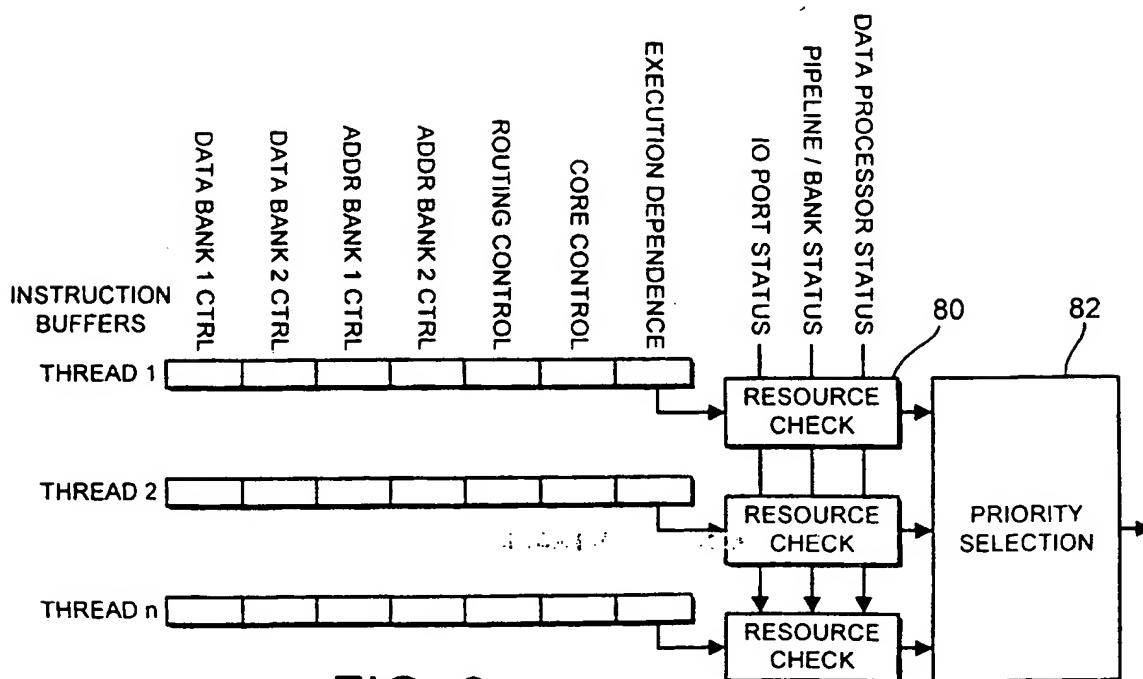 DATA BANK 1 CTRL
DATA BANK 2 CTRL
ADDR BANK 1 CTRL
ADDR BANK 2 CTRL
ROUTING CONTROL
CORE CONTROL
EXECUTION DEPENDENCE
IO PORT STATUS
PIPELINE / BANK STATUS
DATA PROCESSOR STATUS
80
82
INSTRUCTION
BUFFERS
THREAD 1
RESOURCE
CHECK
THREAD 2
RESOURCE
CHECK
PRIORITY
SELECTION
THREAD n
RESOURCE
CHECK